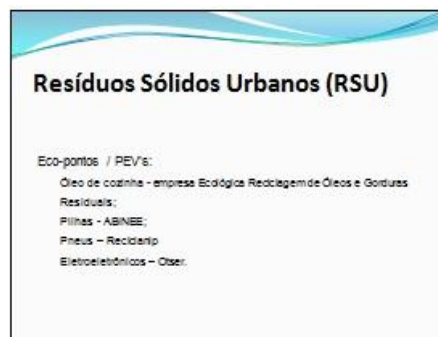 Resíduos Sólidos Urbanos (RSU)
Eco-pontos / PEV's:
Óleo de cozinha - empresa Ecológica Reciclagem de Óleos e Gorduras
Residuais;
Pilhas - ABINEE;
Pneus – Reciclanip
Eletroeletrônicos – Otser.